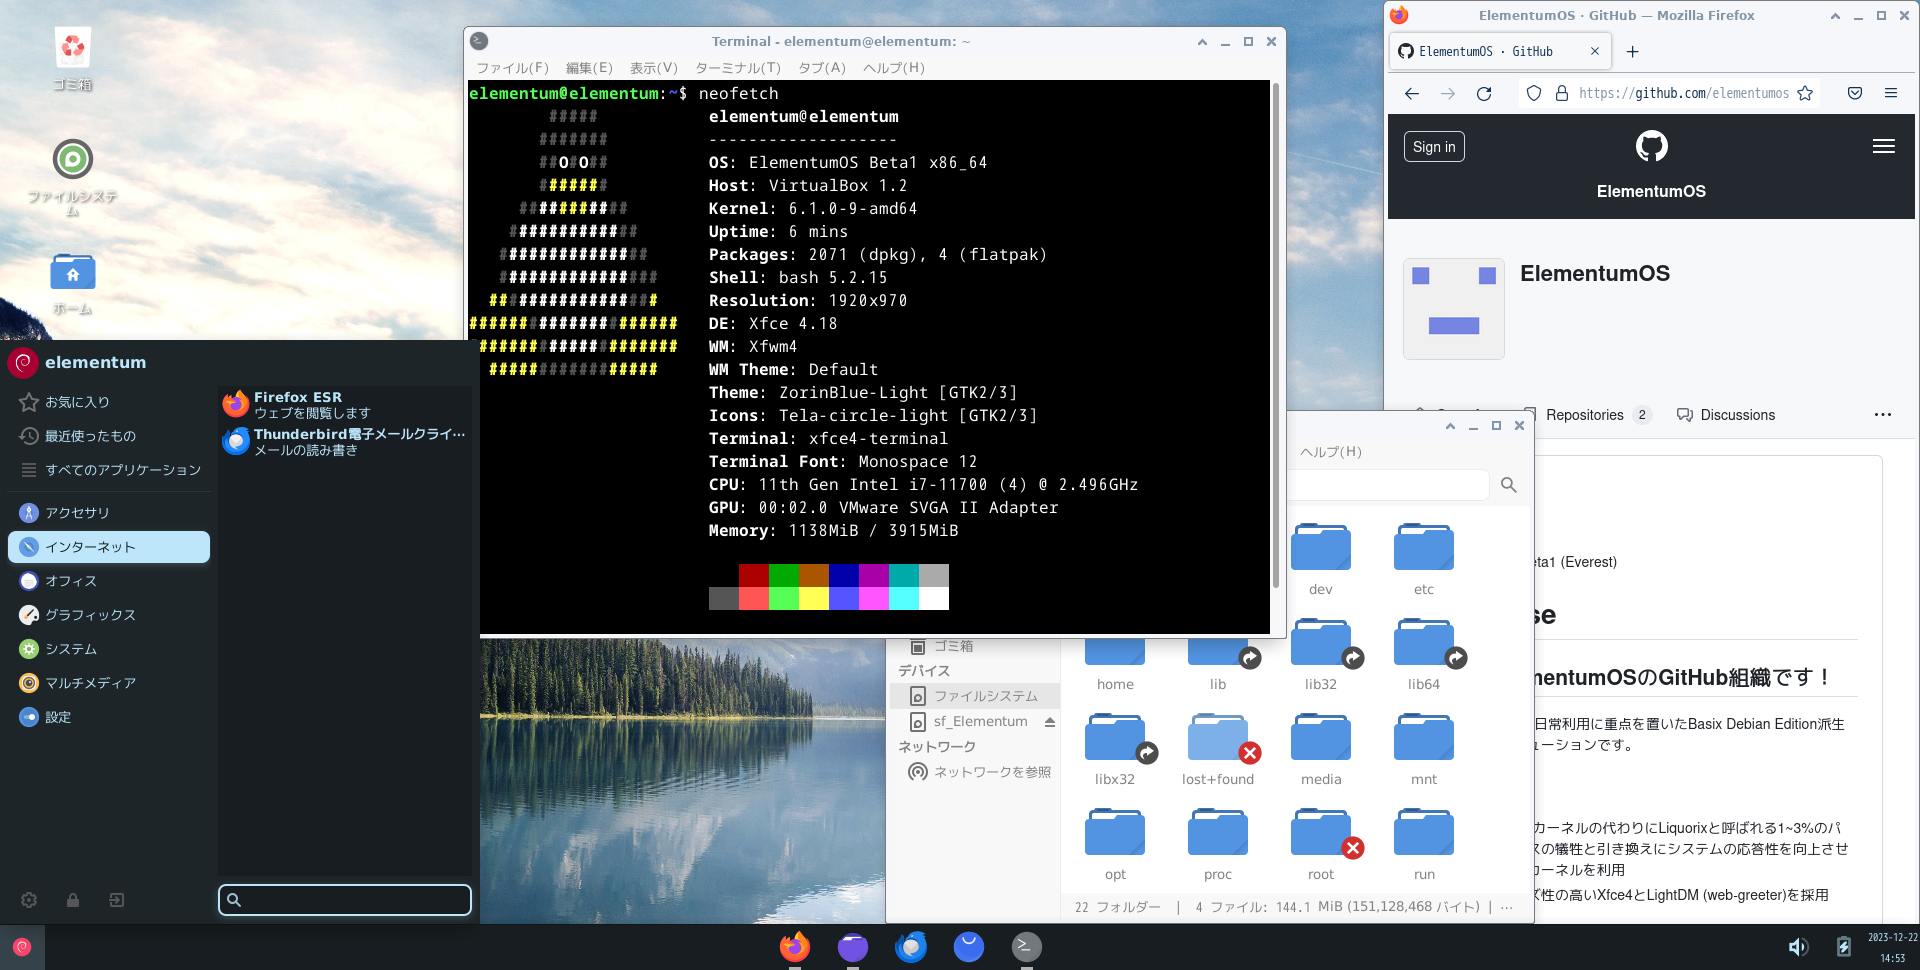 ゴミ箱
ファイルシステ
ム
ホーム
Terminal - elementum@elementum: ~
ファイル(F) 編集(E) 表示(V) ターミナル(T) タブ(A) ヘルプ(H)
elementum@elementum:~$ neofetch
#####
#######
##O#O##
#######
###########
#############
###############
################
#################
#####################
#####################
#################
elementum@elementum
-------------------
OS: ElementumOS Beta1 x86_64
Host: VirtualBox 1.2
Kernel: 6.1.0-9-amd64
Uptime: 6 mins
Packages: 2071 (dpkg), 4 (flatpak)
Shell: bash 5.2.15
Resolution: 1920x970
DE: Xfce 4.18
WM: Xfwm4
WM Theme: Default
Theme: ZorinBlue-Light [GTK2/3]
Icons: Tela-circle-light [GTK2/3]
Terminal: xfce4-terminal
Terminal Font: Monospace 12
CPU: 11th Gen Intel i7-11700 (4) @ 2.496GHz
GPU: 00:02.0 VMware SVGA II Adapter
Memory: 1138MiB / 3915MiB
ElementumOS · GitHub — Mozilla Firefox
ElementumOS · GitHub
https://github.com/elementumos
Sign in
ElementumOS
ElementumOS
Repositories 2 Discussions
eta1 (Everest)
se
mentumOSのGitHub組織です！
日常利用に重点を置いたBasix Debian Edition派生
ューションです。
カーネルの代わりにLiquorixと呼ばれる1~3%のパ
スの犠牲と引き換えにシステムの応答性を向上させ
カーネルを利用
ズ性の高いXfce4とLightDM (web-greeter)を採用
elementum
お気に入り
最近使ったもの
すべてのアプリケーション
アクセサリ
インターネット
オフィス
グラフィックス
システム
マルチメディア
設定
Firefox ESR
ウェブを閲覧します
Thunderbird電子メールクライ…
メールの読み書き
ヘルプ(H)
ゴミ箱
デバイス
ファイルシステム
sf_Elementum
ネットワーク
ネットワークを参照
dev etc
home lib lib32 lib64
libx32 lost+found media mnt
opt proc root run
22 フォルダー | 4 ファイル: 144.1 MiB (151,128,468 バイト) | …
2023-12-22
14:53